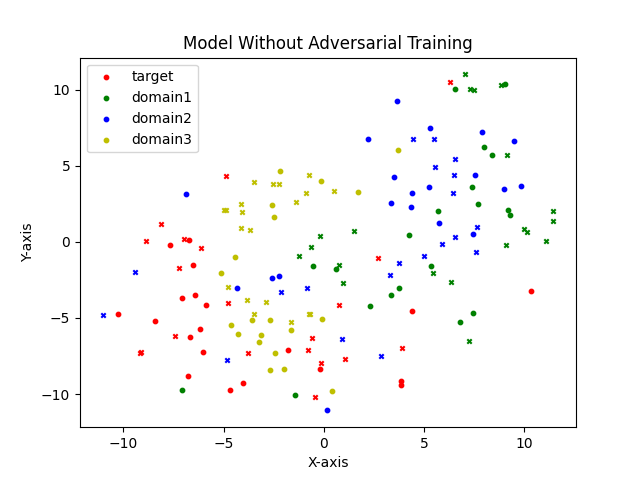 Model Without Adversarial Training
target
domain1
domain2
domain3
10
5
0
−5
−10
Y-axis
−10 −5 0 5 10
X-axis